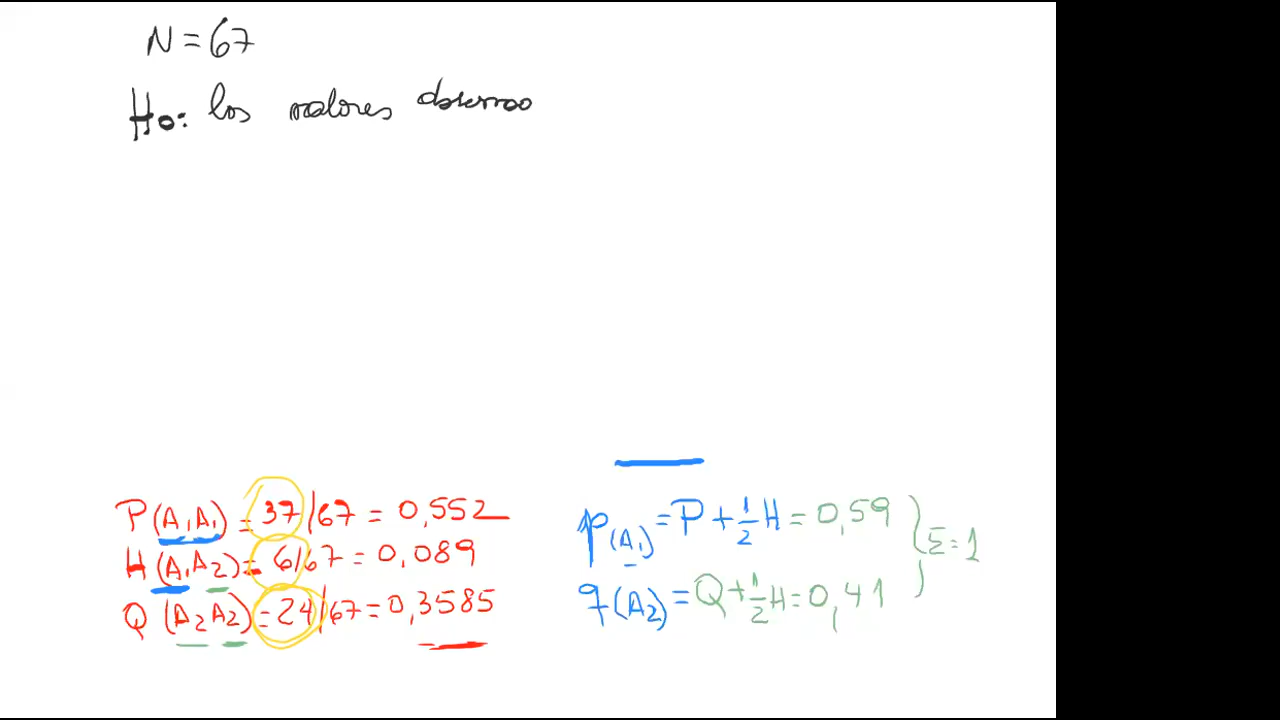 N = 67
Ho: los valores
P(A₁A₁) = 37/67 = 0,552
H(A₁A₂) = 6/67 = 0,089
Q(A₂A₂) = 24/67 = 0,3585
p(A₁) = P + 1/2 H = 0,59
q(A₂) = Q + 1/2 H = 0,41
Σ = 1